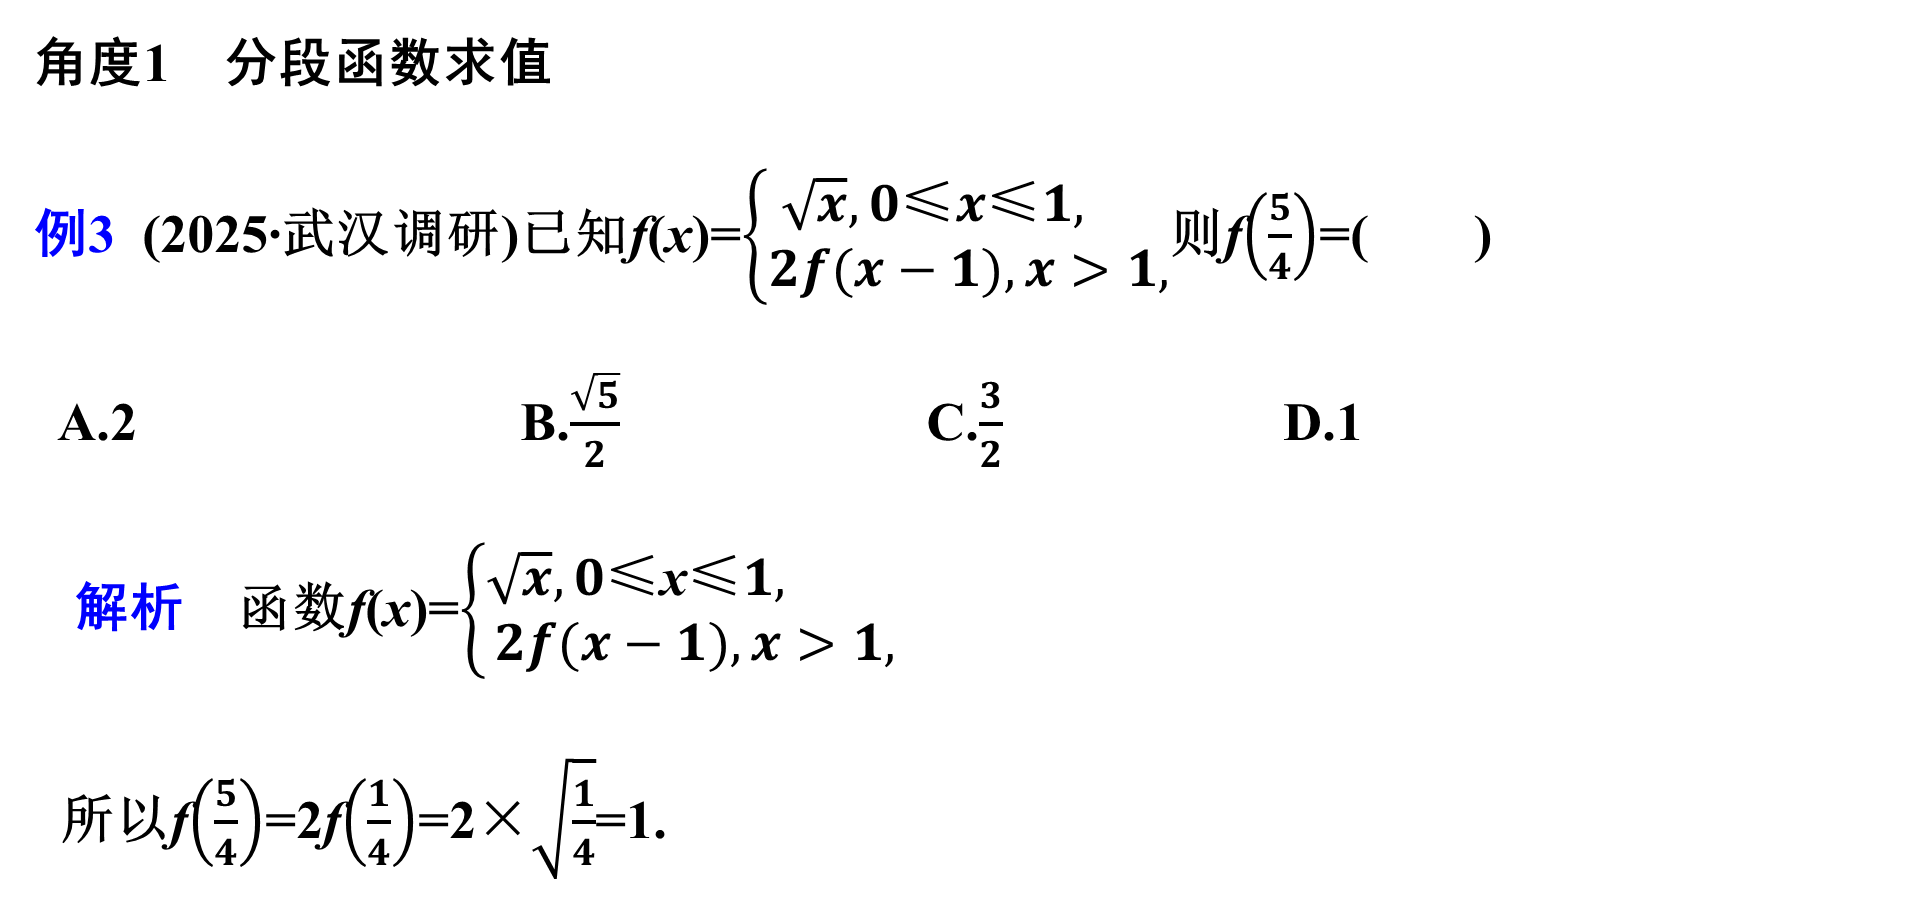 角度1 分段函数求值
例3 (2025·武汉调研)已知f(x)={√x, 0≤x≤1, 2f(x－1), x＞1, 则f(5/4)=(  )
A.2 B.√5/2 C.3/2 D.1
解析 函数f(x)={√x, 0≤x≤1, 2f(x－1), x＞1,
所以f(5/4)=2f(1/4)=2×√(1/4)=1.